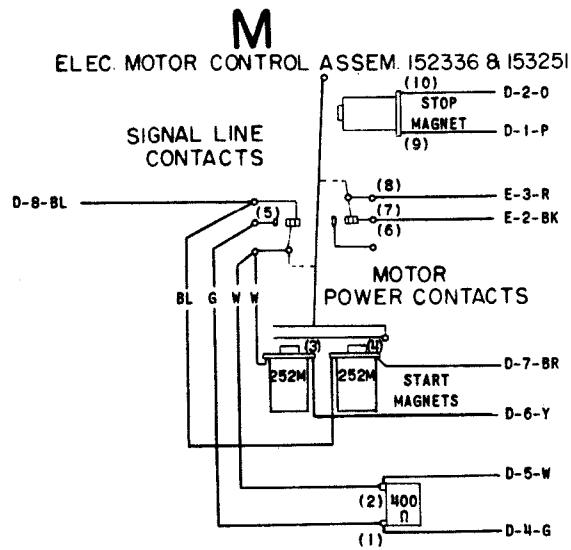 M
ELEC. MOTOR CONTROL ASSEM. 152336 & 153251
(10)
D-2-O
STOP
MAGNET
D-1-P
(9)
SIGNAL LINE
CONTACTS
(8)
E-3-R
D-8-BL
(5)
(7)
E-2-BK
(6)
MOTOR
POWER CONTACTS
BL G W W
(3)
(4)
D-7-BR
252M
252M
START
MAGNETS
D-6-Y
D-5-W
(2)
400
Ω
D-4-G
(1)